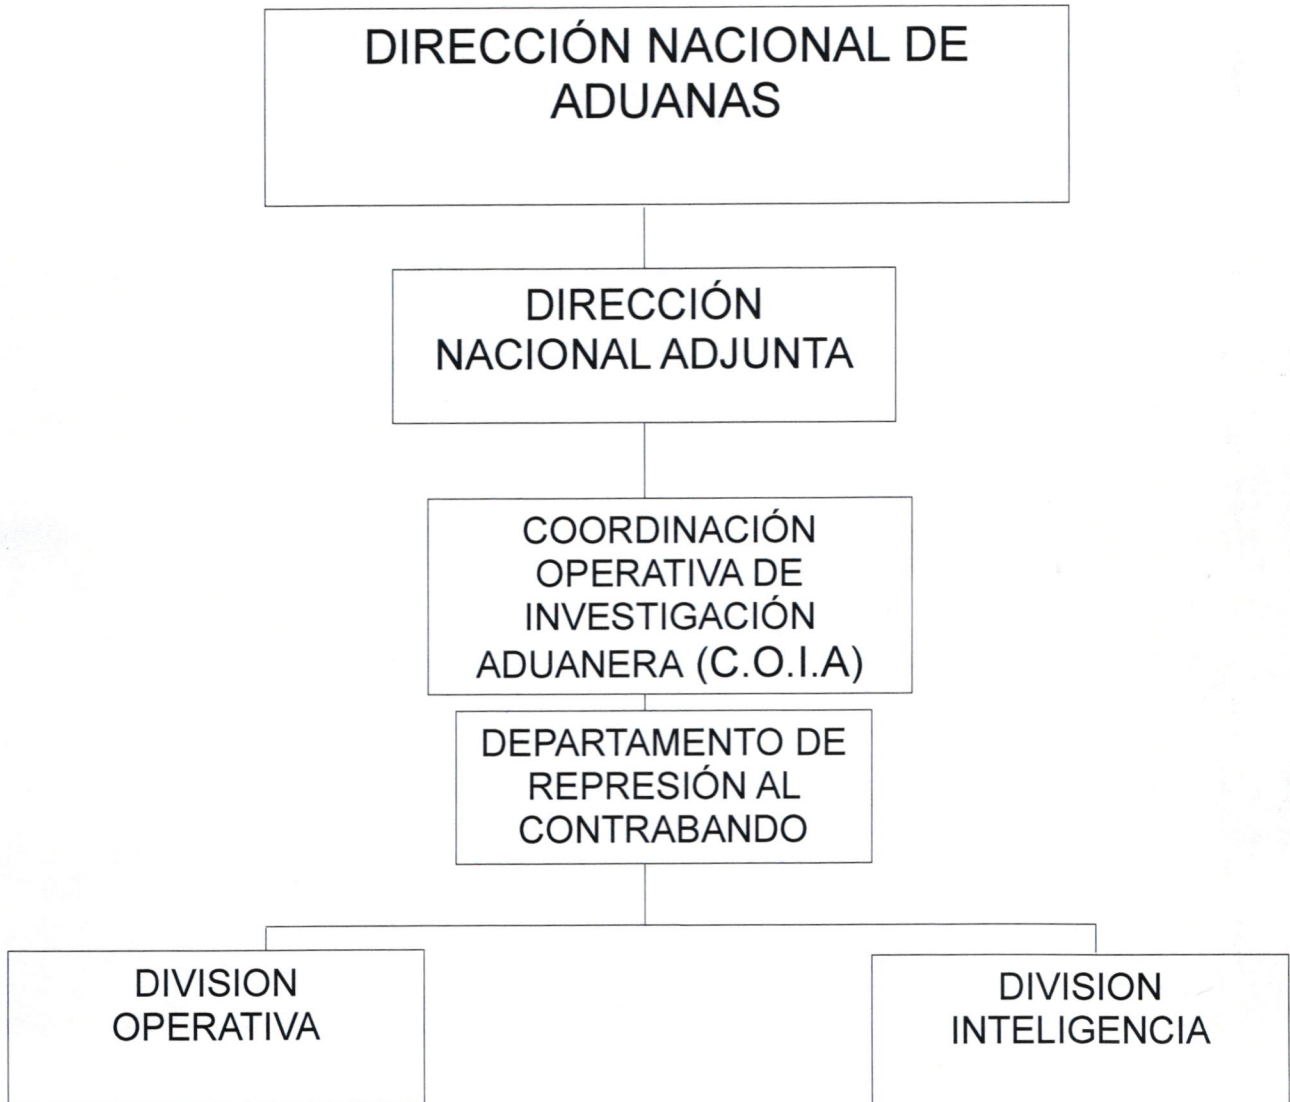 DIRECCIÓN NACIONAL DE
ADUANAS
DIRECCIÓN
NACIONAL ADJUNTA
COORDINACIÓN
OPERATIVA DE
INVESTIGACIÓN
ADUANERA (C.O.I.A)
DEPARTAMENTO DE
REPRESIÓN AL
CONTRABANDO
DIVISION
OPERATIVA
DIVISION
INTELIGENCIA